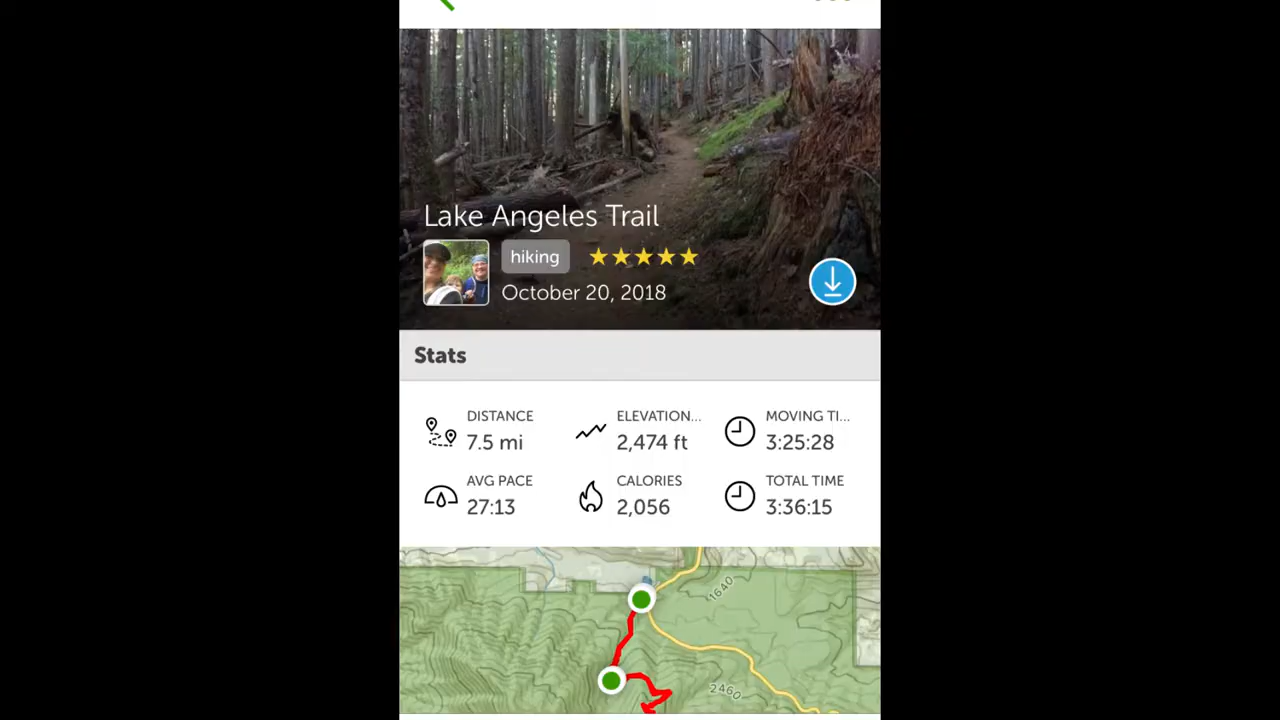 Lake Angeles Trail
hiking
October 20, 2018
Stats
DISTANCE
7.5 mi
ELEVATION...
2,474 ft
MOVING TI...
3:25:28
AVG PACE
27:13
CALORIES
2,056
TOTAL TIME
3:36:15
1640
2460